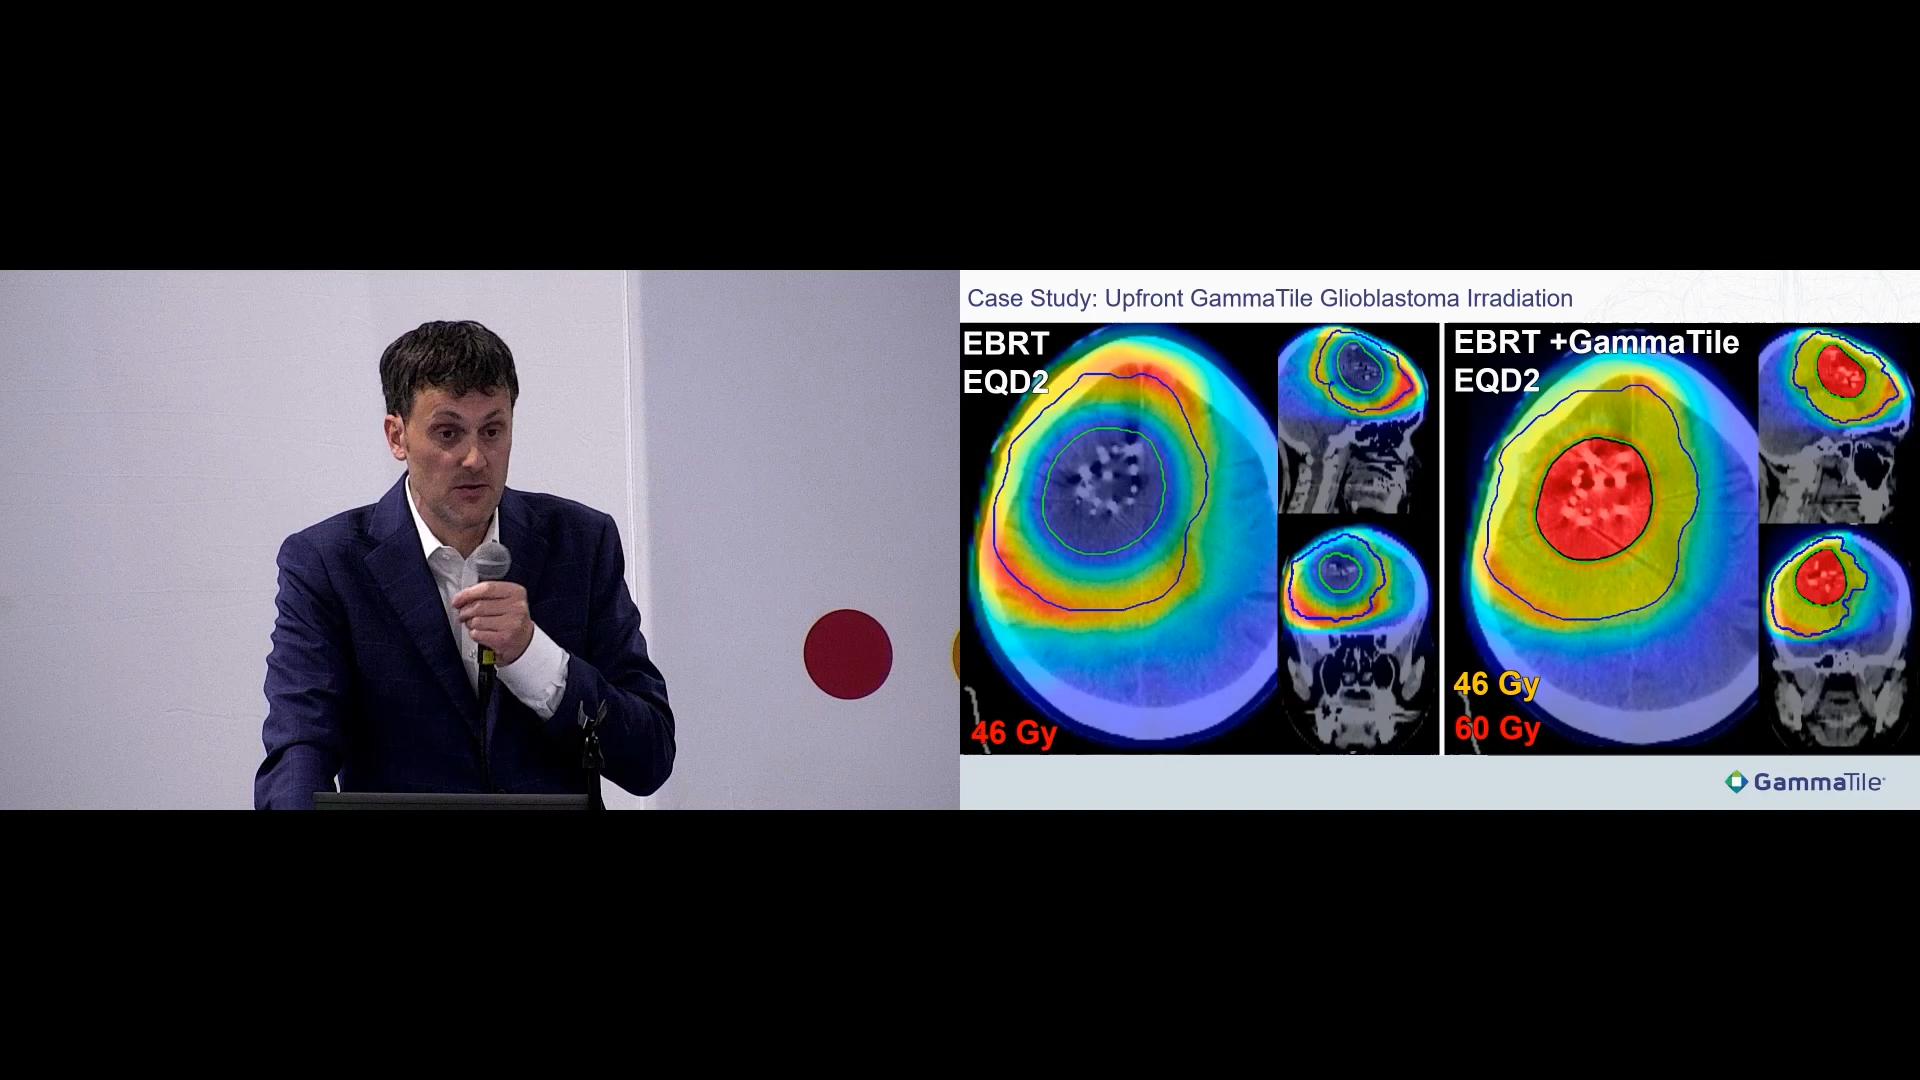 Case Study: Upfront GammaTile Glioblastoma Irradiation
EBRT
EQD2
46 Gy
EBRT +GammaTile
EQD2
46 Gy
60 Gy
GammaTile